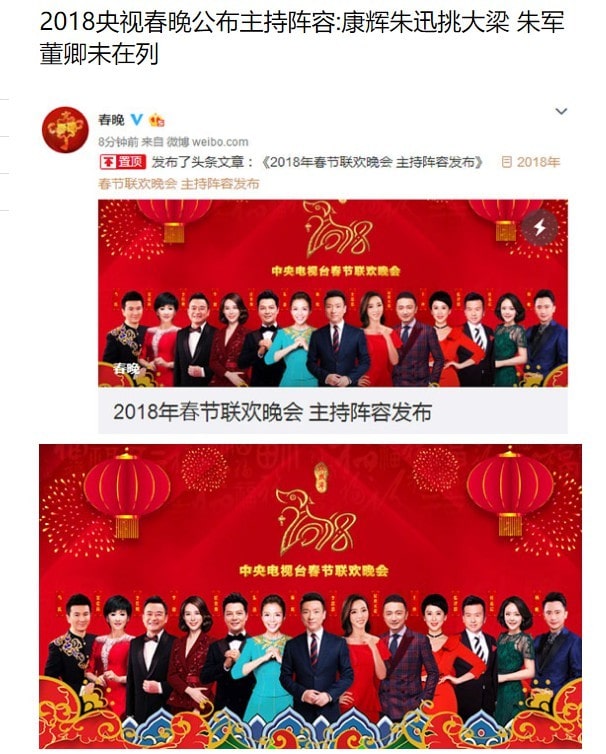 2018央视春晚公布主持阵容:康辉朱迅挑大梁 朱军
董卿未在列
春晚
8分钟前 来自 微博 weibo.com
置顶 发布了头条文章：《2018年春节联欢晚会 主持阵容发布》 2018年
春节联欢晚会 主持阵容发布
2018
中央电视台春节联欢晚会
春晚
2018年春节联欢晚会 主持阵容发布
2018
中央电视台春节联欢晚会